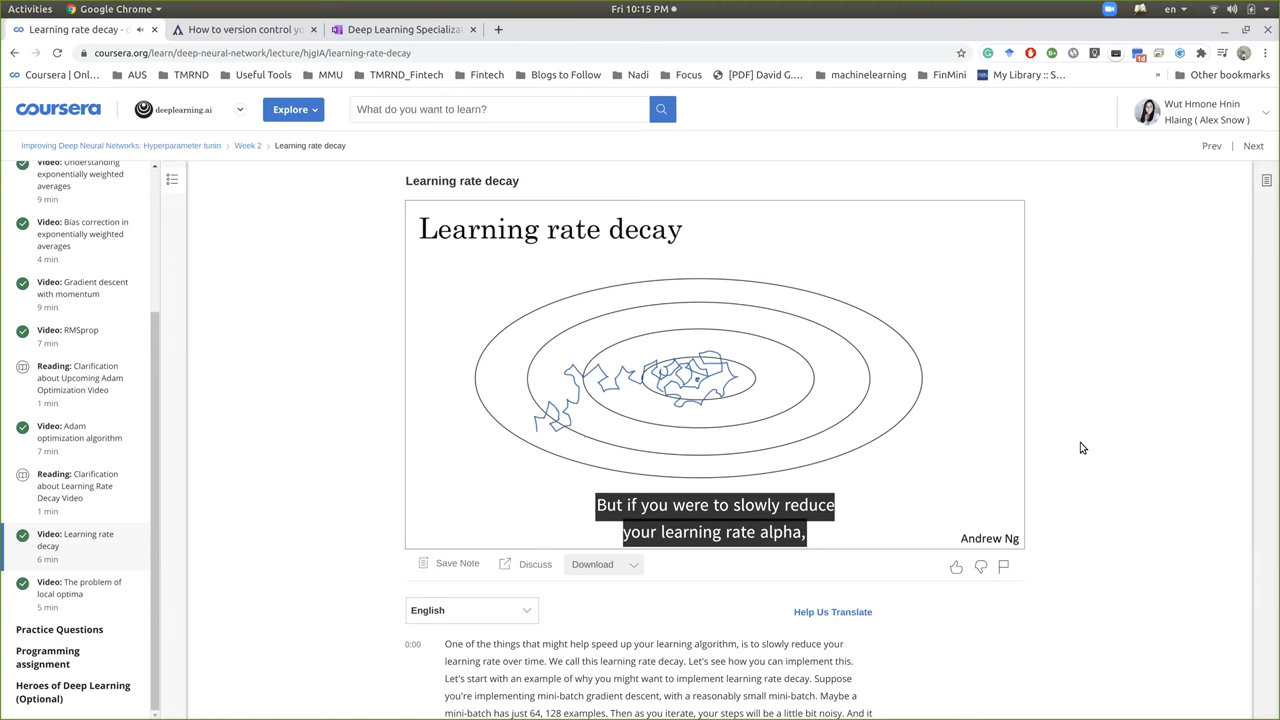 Activities
Google Chrome
Fri 10:15 PM
en
Learning rate decay -
How to version control yo
Deep Learning Specializat
coursera.org/learn/deep-neural-network/lecture/hjgIA/learning-rate-decay
Coursera | Onl...
AUS
TMRND
Useful Tools
MMU
TMRND_Fintech
Fintech
Blogs to Follow
Nadi
Focus
[PDF] David G....
machinelearning
FinMini
My Library :: S...
»
Other bookmarks
coursera
deeplearning.ai
Explore
What do you want to learn?
Wut Hmone Hnin
Hlaing ( Alex Snow )
Improving Deep Neural Networks: Hyperparameter tunin
Week 2
Learning rate decay
Prev
Next
Video: Understanding
exponentially weighted
averages
9 min
Video: Bias correction in
exponentially weighted
averages
4 min
Video: Gradient descent
with momentum
9 min
Video: RMSprop
7 min
Reading: Clarification
about Upcoming Adam
Optimization Video
1 min
Video: Adam
optimization algorithm
7 min
Reading: Clarification
about Learning Rate
Decay Video
1 min
Video: Learning rate
decay
6 min
Video: The problem of
local optima
5 min
Practice Questions
Programming
assignment
Heroes of Deep Learning
(Optional)
Learning rate decay
Learning rate decay
But if you were to slowly reduce
your learning rate alpha,
Andrew Ng
Save Note
Discuss
Download
English
Help Us Translate
0:00
One of the things that might help speed up your learning algorithm, is to slowly reduce your
learning rate over time. We call this learning rate decay. Let's see how you can implement this.
Let's start with an example of why you might want to implement learning rate decay. Suppose
you're implementing mini-batch gradient descent, with a reasonably small mini-batch. Maybe a
mini-batch has just 64, 128 examples. Then as you iterate, your steps will be a little bit noisy. And it